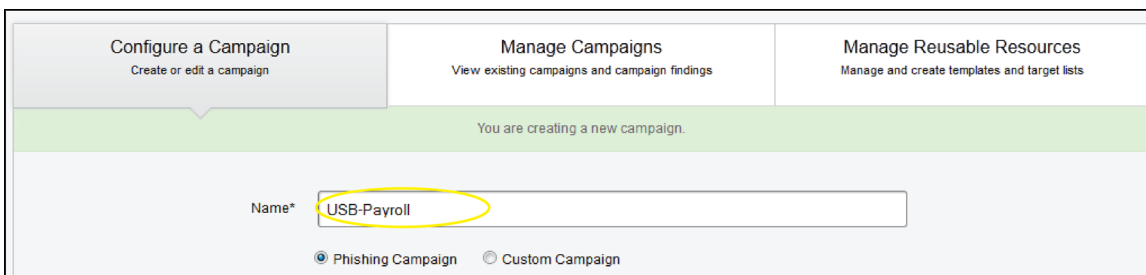 Configure a Campaign
Create or edit a campaign
Manage Campaigns
View existing campaigns and campaign findings
Manage Reusable Resources
Manage and create templates and target lists
You are creating a new campaign.
Name* USB-Payroll
Phishing Campaign Custom Campaign